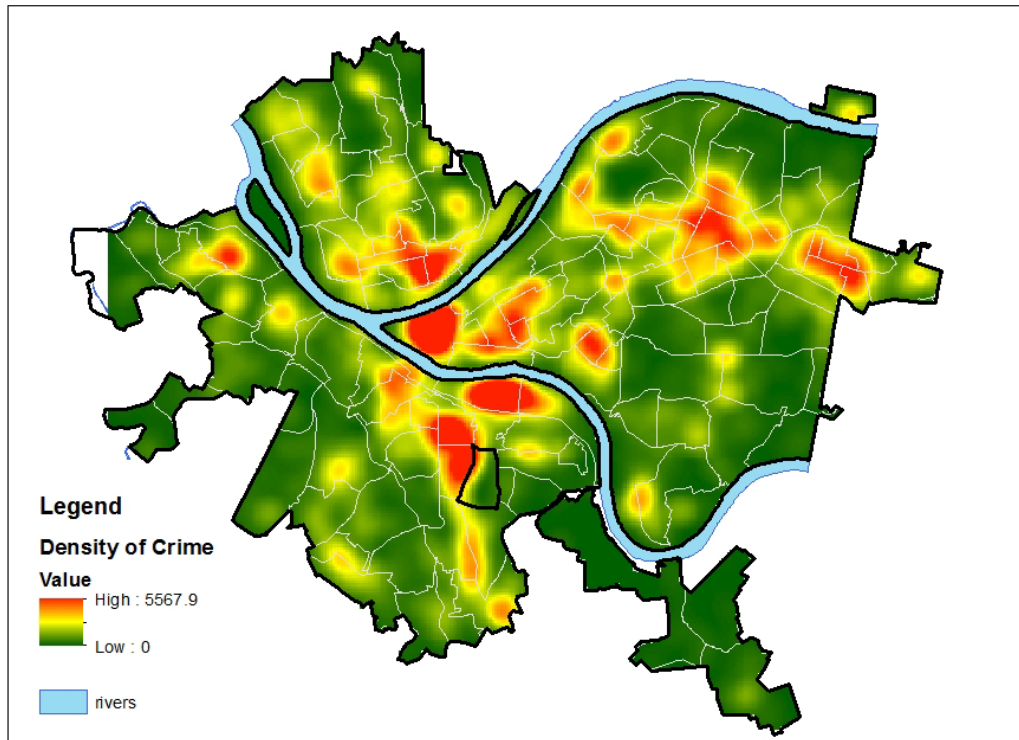 Legend
Density of Crime
Value
High : 5567.9
Low : 0
rivers